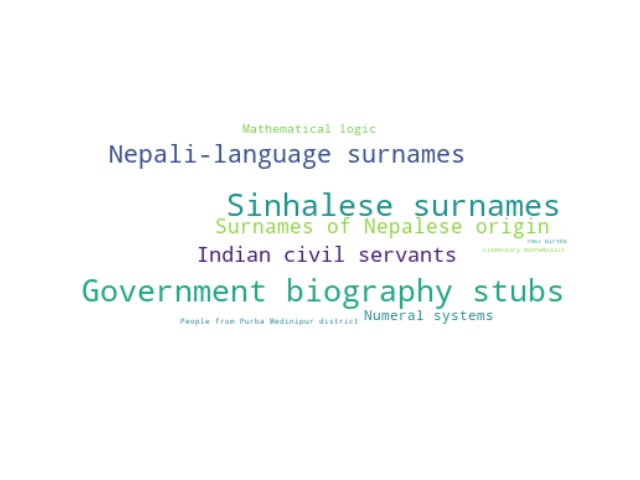 Mathematical logic
Nepali-language surnames
Sinhalese surnames
Surnames of Nepalese origin
births
Indian civil servants
Elementary mathematics
Government biography stubs
Numeral systems
People from Purba Medinipur district